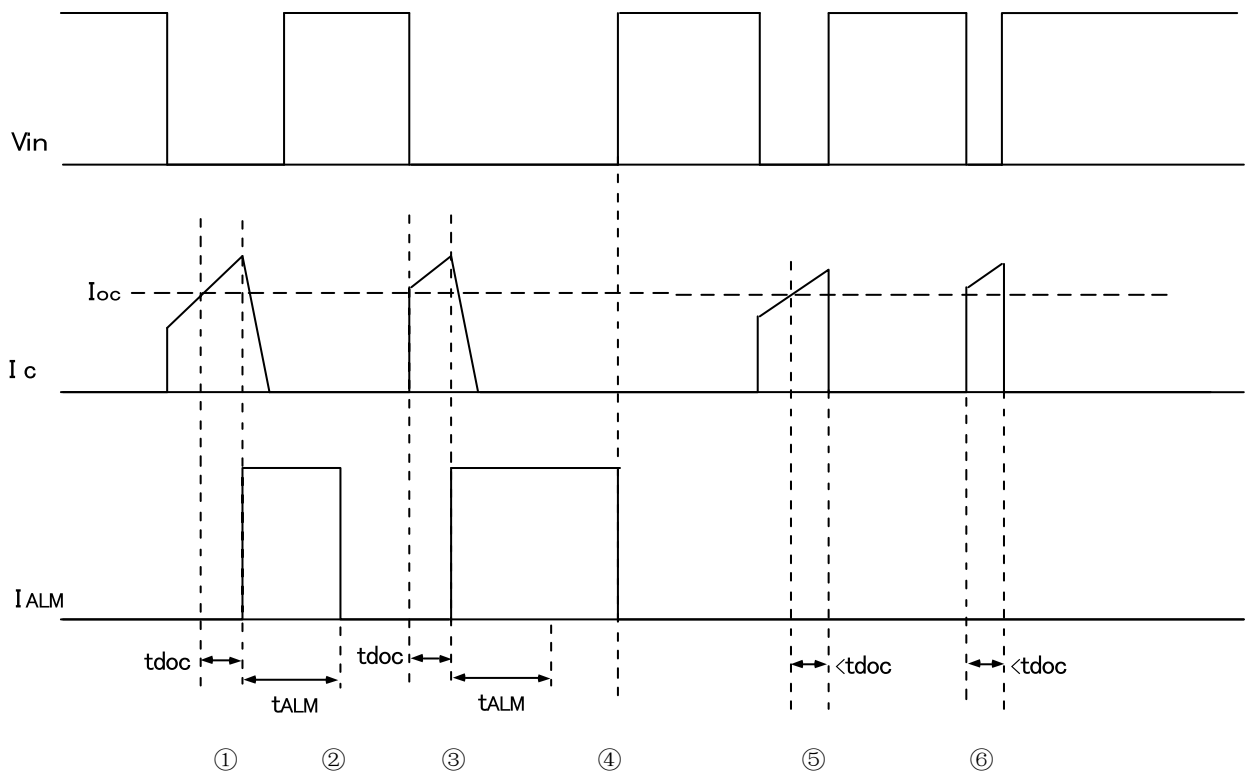 Vin
Ioc
Ic
IALM
tdoc
tALM
tdoc
tALM
<tdoc
<tdoc
① ② ③ ④ ⑤ ⑥